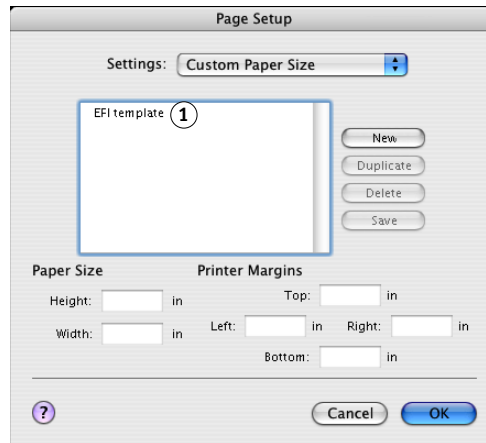 Page Setup
Settings: Custom Paper Size
EFI template 1
New
Duplicate
Delete
Save
Paper Size Printer Margins
Height: in Top: in
Width: in Left: in Right: in
Bottom: in
? Cancel OK